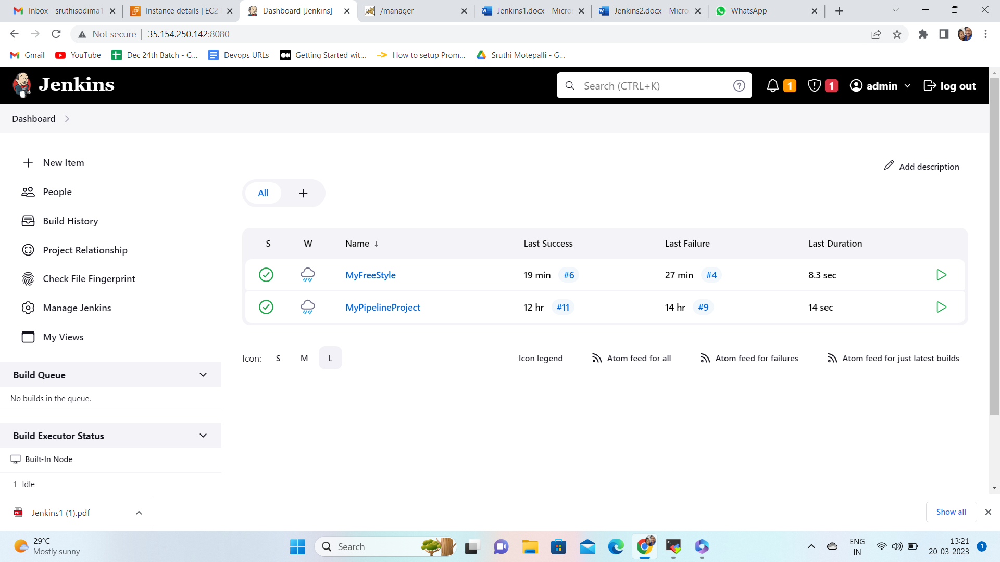 Inbox - sruthisodima1
Instance details | EC2
Dashboard [Jenkins]
/manager
Jenkins1.docx - Micro
Jenkins2.docx - Micro
WhatsApp
Not secure
35.154.250.142:8080
Gmail
YouTube
Dec 24th Batch - G...
Devops URLs
Getting Started wit...
How to setup Prom...
Sruthi Motepalli - G...
Jenkins
Search (CTRL+K)
?
1
1
admin
log out
Dashboard
New Item
People
Build History
Project Relationship
Check File Fingerprint
Manage Jenkins
My Views
Build Queue
No builds in the queue.
Build Executor Status
Built-In Node
1 Idle
Add description
All +
S W Name ↓ Last Success Last Failure Last Duration
MyFreeStyle 19 min #6 27 min #4 8.3 sec
MyPipelineProject 12 hr #11 14 hr #9 14 sec
Icon: S M L
Icon legend
Atom feed for all
Atom feed for failures
Atom feed for just latest builds
PDF
Jenkins1 (1).pdf
Show all
29°C
Mostly sunny
Search
ENG
IN
13:21
20-03-2023
1